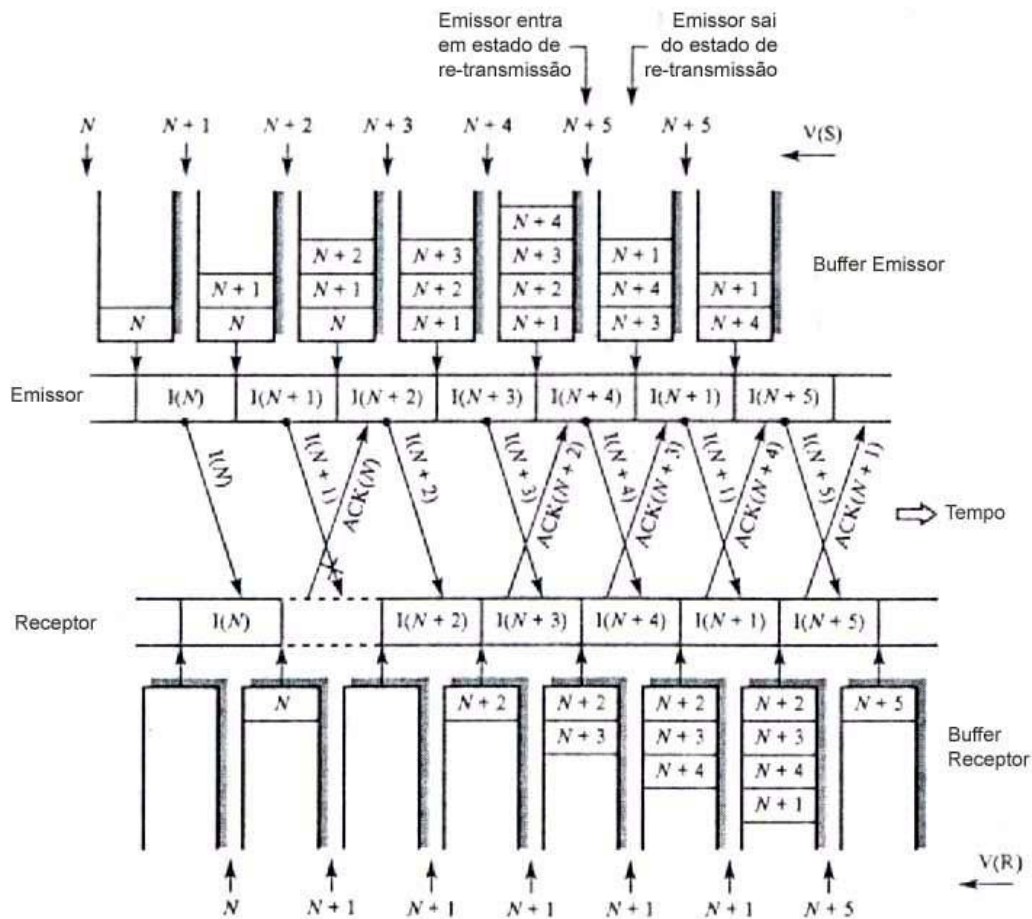 Emissor entra
em estado de
re-transmissão
Emissor sai
do estado de
re-transmissão
N N + 1 N + 2 N + 3 N + 4 N + 5 N + 5
V(S)
N + 4
N + 2 N + 3 N + 3 N + 1
N + 1 N + 1 N + 2 N + 2 N + 4 N + 1
N N N N + 1 N + 1 N + 3 N + 4
Buffer Emissor
Emissor
I(N) I(N + 1) I(N + 2) I(N + 3) I(N + 4) I(N + 1) I(N + 5)
I(N) I(N + 1) ACK(N) I(N + 2) I(N + 3) ACK(N + 2) I(N + 4) ACK(N + 3) I(N + 1) ACK(N + 4) I(N + 5) ACK(N + 1)
Tempo
Receptor
I(N) I(N + 2) I(N + 3) I(N + 4) I(N + 1) I(N + 5)
N N + 2 N + 2 N + 2 N + 2 N + 5
N + 3 N + 3 N + 3
N + 4 N + 4
N + 1
Buffer
Receptor
V(R)
N N + 1 N + 1 N + 1 N + 1 N + 1 N + 5